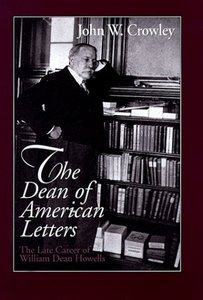 John W. Crowley
The
Dean of
American
Letters
The Late Career of
William Dean Howells